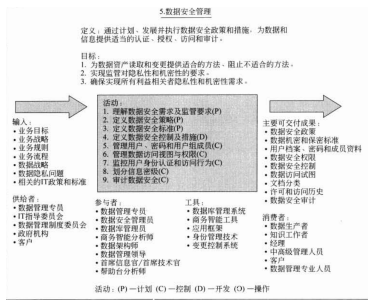 5.数据安全管理
定义：通过计划、发展并执行数据安全政策和措施，为数据和
信息提供适当的认证、授权、访问和审计。
目标：
1. 为数据资产读取和变更提供合适的方法、阻止不适合的方法。
2. 实现监管对隐私性和机密性的要求。
3. 确保实现所有利益相关者隐私性和机密性需求。
输入：
• 业务目标
• 业务战略
• 业务规则
• 业务流程
• 数据战略
• 数据隐私问题
• 相关的IT政策和标准
供给者：
• 数据管理专员
• IT指导委员会
• 数据管理制度委员会
• 政府机构
• 客户
活动：
1. 理解数据安全需求及监管要求(P)
2. 定义数据安全策略(P)
3. 定义数据安全标准(P)
4. 定义数据安全控制及措施(D)
5. 管理用户、密码和用户组成员(C)
6. 管理数据访问视图与权限(C)
7. 监控用户身份认证和访问行为(C)
8. 划分信息密级(C)
9. 审计数据安全(C)
参与者：
• 数据管理专员
• 数据安全管理员
• 数据库管理员
• 商务智能分析师
• 数据架构师
• 数据管理领导
• 首席信息官/首席技术官
• 帮助台分析师
工具：
• 数据库管理系统
• 商务智能工具
• 应用框架
• 身份管理技术
• 变更控制系统
主要可交付成果：
• 数据安全政策
• 数据机密和保密标准
• 用户档案、密码和成员资料
• 数据安全权限
• 数据安全控制
• 数据访问试图
• 文档分类
• 许可和访问历史
• 数据安全审计
消费者：
• 数据生产者
• 知识工作者
• 经理
• 中高级管理人员
• 客户
• 数据管理专业人员
活动：(P) —计划 (C) —控制 (D) —开发 (O) —操作